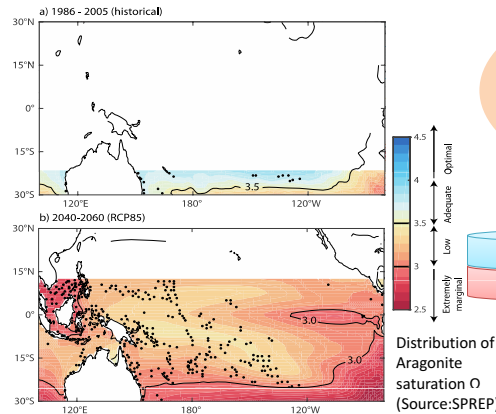 a) 1986 - 2005 (historical)
30°N
15°N
0°
15°S
30°S
3.5
120°E
180°W
120°W
b) 2040-2060 (RCP85)
30°N
15°N
0°
15°S
30°S
3.0
3.0
120°E
180°W
120°W
4.5
4
3.5
3
2.5
Optimal
Adequate
Low
Extremely
marginal
Distribution of
Aragonite
saturation Ω
(Source:SPREP